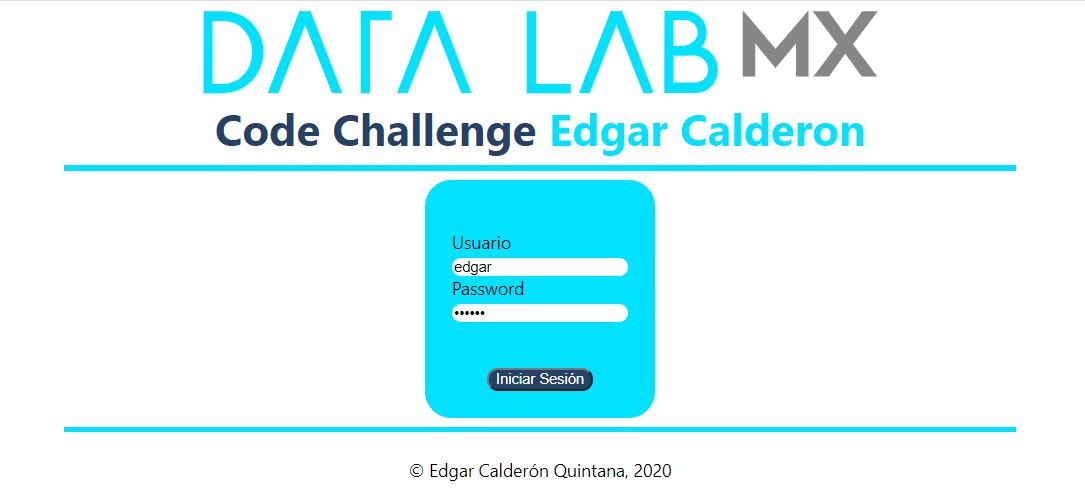 DATA LAB MX
Code Challenge Edgar Calderon
Usuario
edgar
Password
••••••
Iniciar Sesión
© Edgar Calderón Quintana, 2020